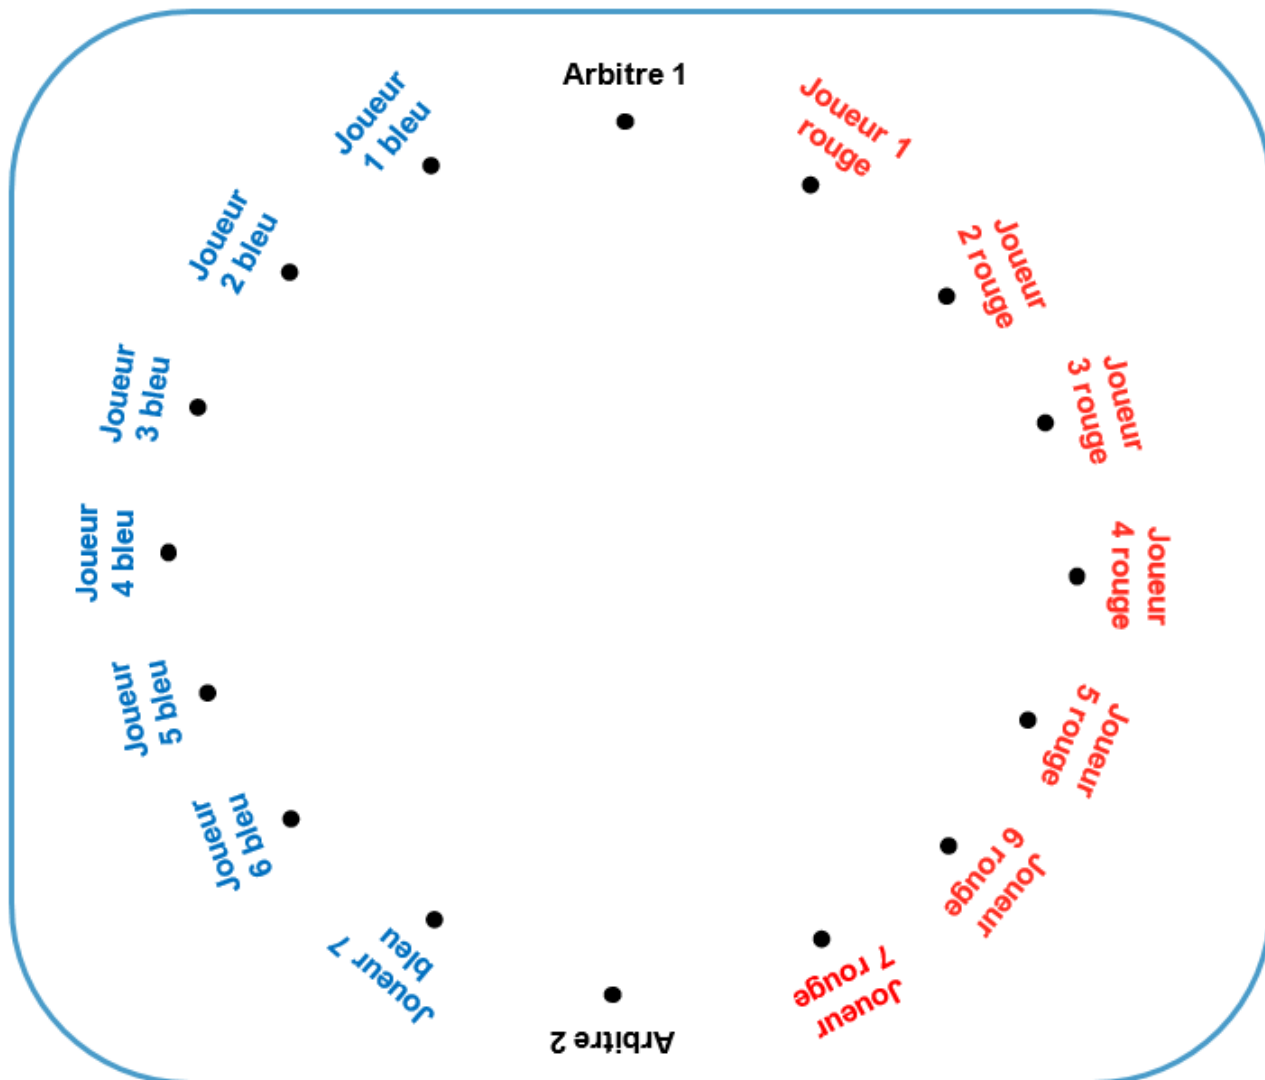 Arbitre 1
Joueur
1 bleu
Joueur 1
rouge
Joueur
2 bleu
Joueur
2 rouge
Joueur
3 bleu
Joueur
3 rouge
Joueur
4 bleu
Joueur
4 rouge
Joueur
5 bleu
Joueur
5 rouge
Joueur
6 bleu
Joueur
6 rouge
Joueur 7
bleu
Joueur
7 rouge
Arbitre 2